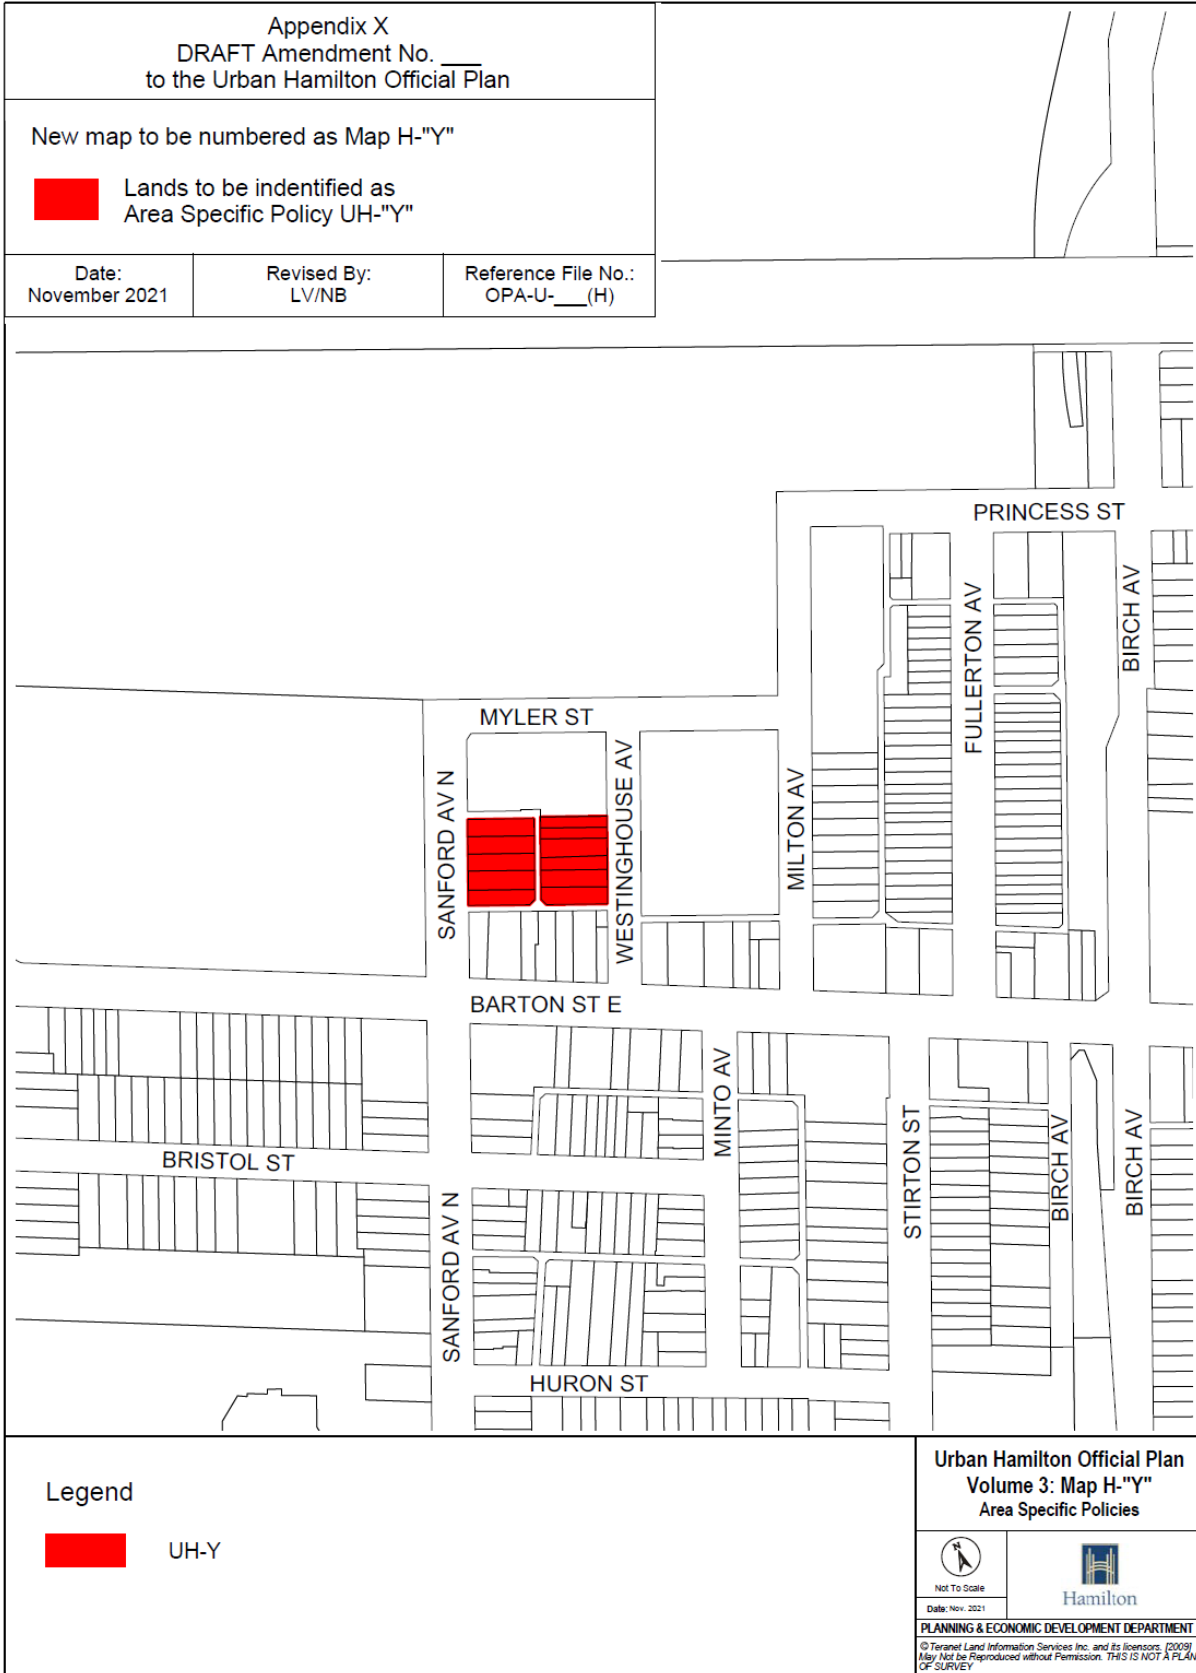 Appendix X
DRAFT Amendment No. ___
to the Urban Hamilton Official Plan
New map to be numbered as Map H-"Y"
Lands to be indentified as
Area Specific Policy UH-"Y"
Date:
November 2021
Revised By:
LV/NB
Reference File No.:
OPA-U-___(H)
PRINCESS ST
FULLERTON AV
BIRCH AV
MYLER ST
SANFORD AV N
WESTINGHOUSE AV
MILTON AV
BARTON ST E
MINTO AV
BRISTOL ST
STIRTON ST
BIRCH AV
BIRCH AV
SANFORD AV N
HURON ST
Legend
UH-Y
Urban Hamilton Official Plan
Volume 3: Map H-"Y"
Area Specific Policies
N
Not To Scale
Date: Nov. 2021
Hamilton
PLANNING & ECONOMIC DEVELOPMENT DEPARTMENT
© Teranet Land Information Services Inc. and its licensors. [2009]
May Not be Reproduced without Permission. THIS IS NOT A PLAN
OF SURVEY